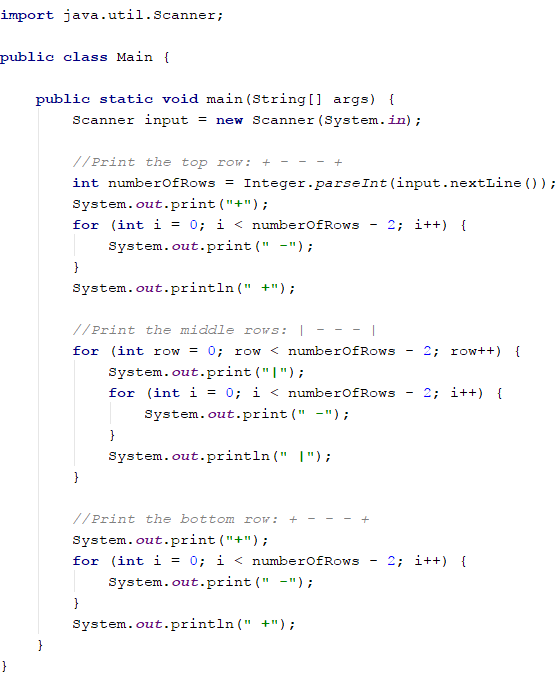 import java.util.Scanner;
public class Main {
public static void main(String[] args) {
Scanner input = new Scanner(System.in);
//Print the top row: + - - - +
int numberOfRows = Integer.parseInt(input.nextLine());
System.out.print("+");
for (int i = 0; i < numberOfRows - 2; i++) {
System.out.print(" -");
}
System.out.println(" +");
//Print the middle rows: | - - - |
for (int row = 0; row < numberOfRows - 2; row++) {
System.out.print("|");
for (int i = 0; i < numberOfRows - 2; i++) {
System.out.print(" -");
}
System.out.println(" |");
}
//Print the bottom row: + - - - +
System.out.print("+");
for (int i = 0; i < numberOfRows - 2; i++) {
System.out.print(" -");
}
System.out.println(" +");
}
}